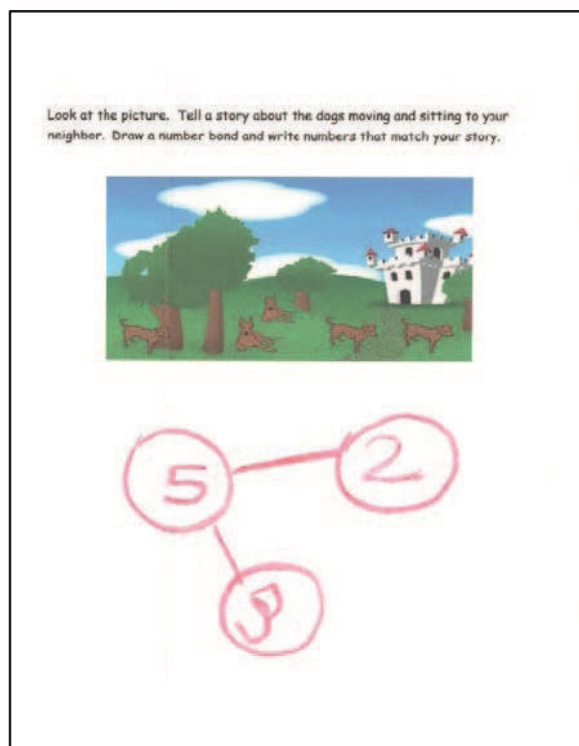 Look at the picture. Tell a story about the dogs moving and sitting to your
neighbor. Draw a number bond and write numbers that match your story.
5
2
3